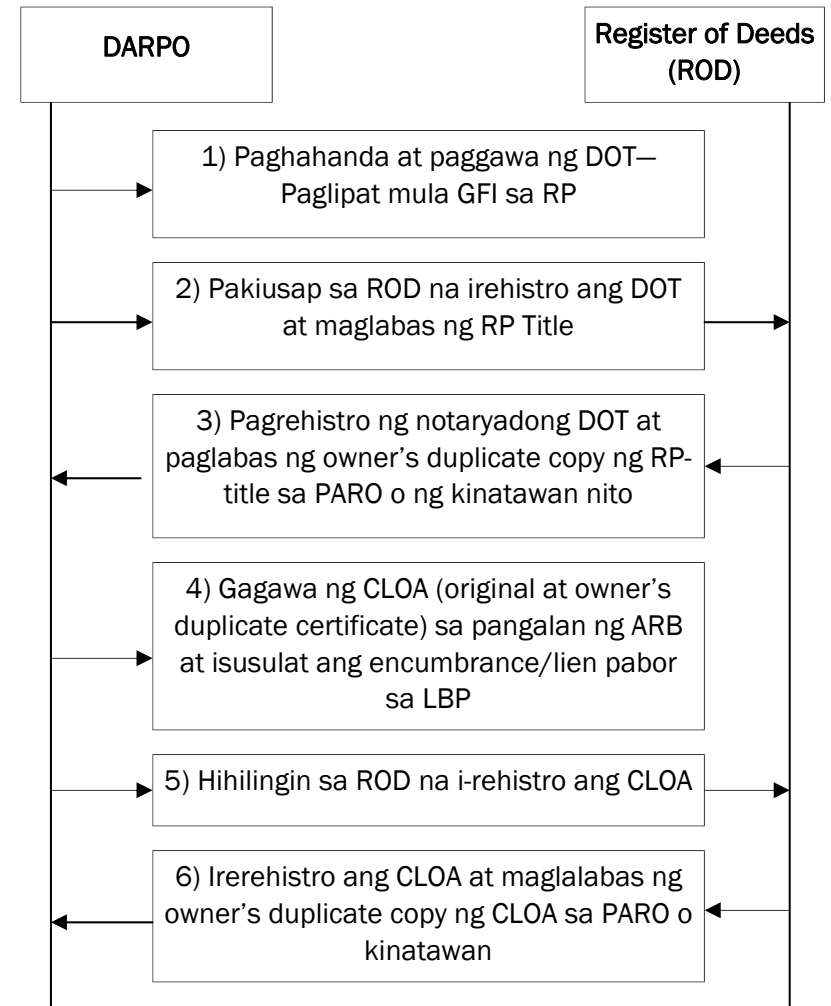 DARPO
Register of Deeds
(ROD)
1) Paghahanda at paggawa ng DOT—
Paglipat mula GFI sa RP
2) Pakiusap sa ROD na irehistro ang DOT
at maglabas ng RP Title
3) Pagrehistro ng notaryadong DOT at
paglabas ng owner's duplicate copy ng RP-
title sa PARO o ng kinatawan nito
4) Gagawa ng CLOA (original at owner's
duplicate certificate) sa pangalan ng ARB
at isusulat ang encumbrance/lien pabor
sa LBP
5) Hihilingin sa ROD na i-rehistro ang CLOA
6) Irerehistro ang CLOA at maglalabas ng
owner's duplicate copy ng CLOA sa PARO o
kinatawan